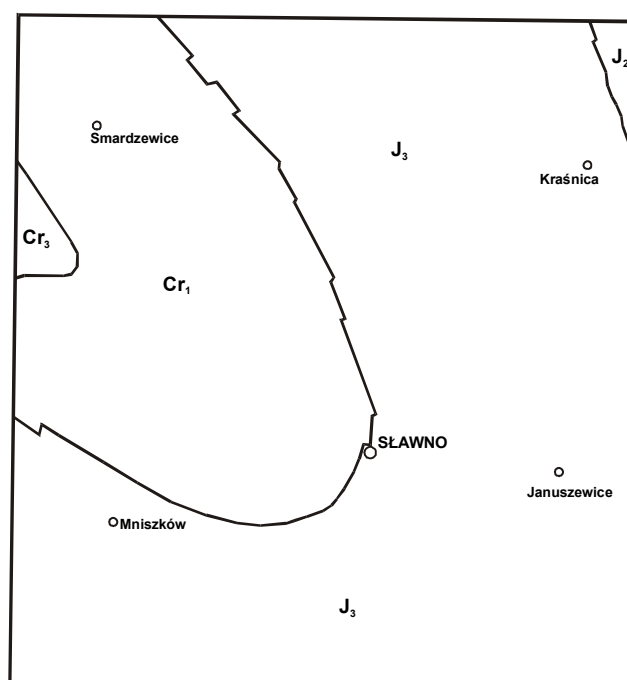 J₂
Smardzewice
J₃
Kraśnica
Cr₃
Cr₁
SŁAWNO
Januszewice
Mniszków
J₃